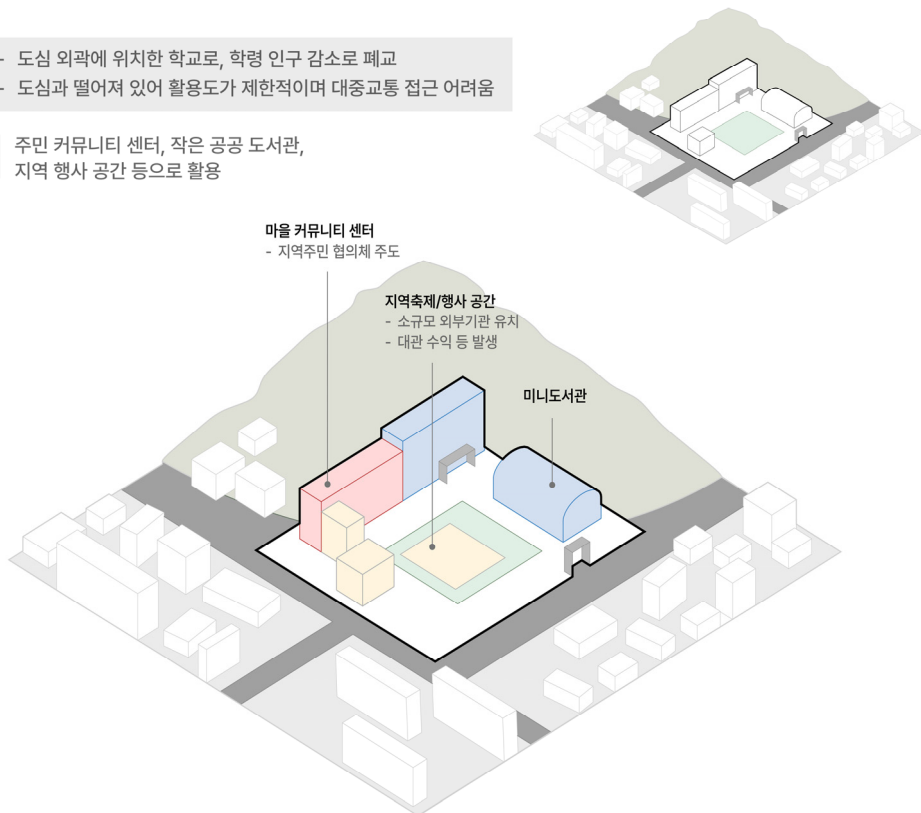 - 도심 외곽에 위치한 학교로, 학령 인구 감소로 폐교
- 도심과 떨어져 있어 활용도가 제한적이며 대중교통 접근 어려움
주민 커뮤니티 센터, 작은 공공 도서관,
지역 행사 공간 등으로 활용
마을 커뮤니티 센터
- 지역주민 협의체 주도
지역축제/행사 공간
- 소규모 외부기관 유치
- 대관 수익 등 발생
미니도서관